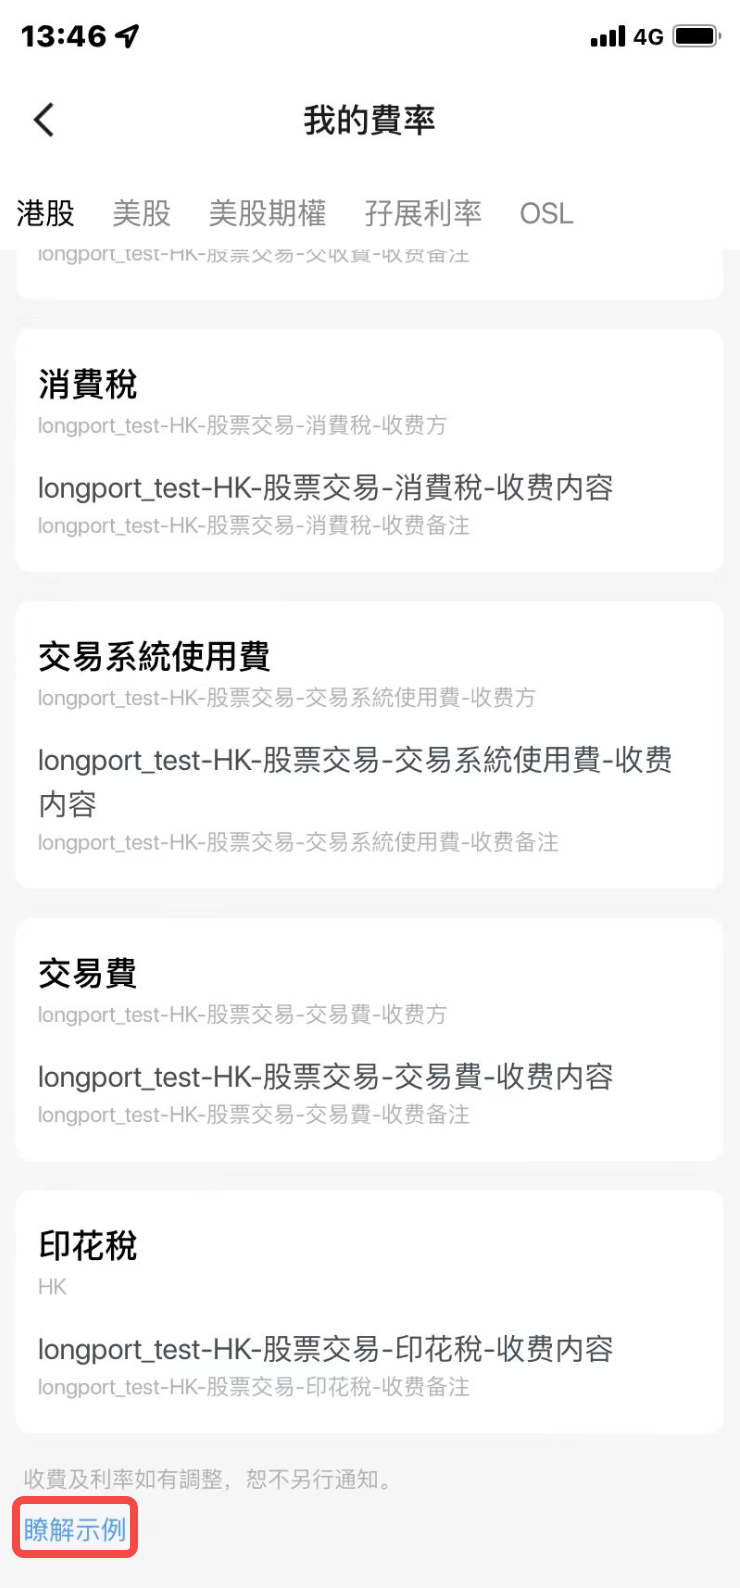 13:46
4G
我的費率
港股 美股 美股期權 孖展利率 OSL
longport_test-HK-股票交易-交收費-收费备注
消費稅
longport_test-HK-股票交易-消費稅-收费方
longport_test-HK-股票交易-消費稅-收费内容
longport_test-HK-股票交易-消費稅-收费备注
交易系統使用費
longport_test-HK-股票交易-交易系統使用費-收费方
longport_test-HK-股票交易-交易系統使用費-收费
内容
longport_test-HK-股票交易-交易系統使用費-收费备注
交易費
longport_test-HK-股票交易-交易費-收费方
longport_test-HK-股票交易-交易費-收费内容
longport_test-HK-股票交易-交易費-收费备注
印花稅
HK
longport_test-HK-股票交易-印花稅-收费内容
longport_test-HK-股票交易-印花稅-收费备注
收費及利率如有調整，恕不另行通知。
瞭解示例